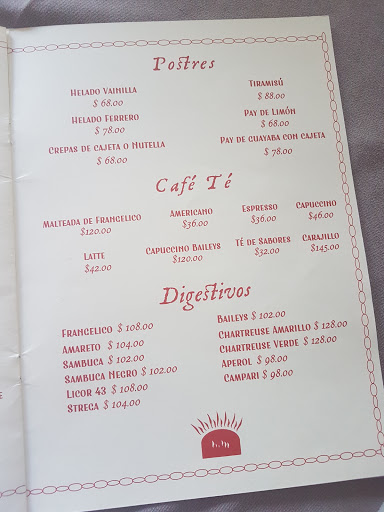 Postres
Helado Vainilla
$ 68.00
Helado Ferrero
$ 78.00
Crepas de cajeta o Nutella
$ 68.00
Tiramisú
$ 88.00
Pay de Limón
$ 68.00
Pay de guayaba con cajeta
$ 78.00
Café Té
Malteada de Frangelico
$120.00
Americano
$36.00
Espresso
$36.00
Capuccino
$46.00
Latte
$42.00
Capuccino Baileys
$120.00
Té de Sabores
$32.00
Carajillo
$145.00
Digestivos
Frangelico $ 108.00
Amareto $ 104.00
Sambuca $ 102.00
Sambuca Negro $ 102.00
Licor 43 $ 108.00
Strega $ 104.00
Baileys $ 102.00
Chartreuse Amarillo $ 128.00
Chartreuse Verde $ 128.00
Aperol $ 98.00
Campari $ 98.00